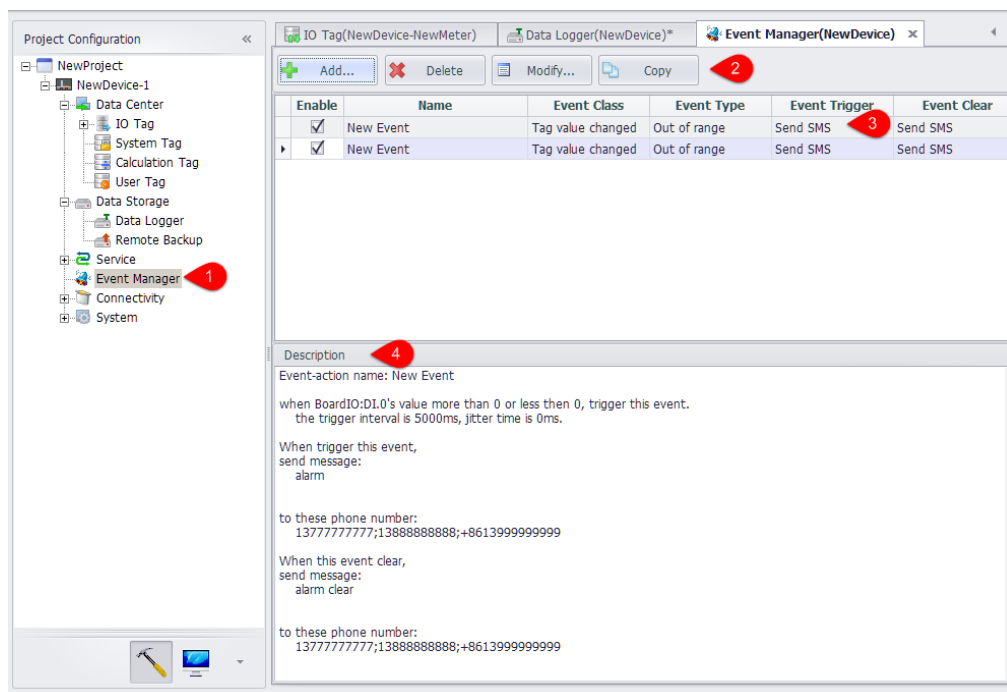 Project Configuration «
NewProject
NewDevice-1
Data Center
IO Tag
System Tag
Calculation Tag
User Tag
Data Storage
Data Logger
Remote Backup
Service
Event Manager 1
Connectivity
System
IO Tag(NewDevice-NewMeter) Data Logger(NewDevice)* Event Manager(NewDevice) ×
Add... Delete Modify... Copy 2
Enable Name Event Class Event Type Event Trigger Event Clear
New Event Tag value changed Out of range Send SMS 3 Send SMS
New Event Tag value changed Out of range Send SMS Send SMS
Description 4
Event-action name: New Event
when BoardIO:DI.0's value more than 0 or less then 0, trigger this event.
the trigger interval is 5000ms, jitter time is 0ms.
When trigger this event,
send message:
alarm
to these phone number:
13777777777;13888888888;+8613999999999
When this event clear,
send message:
alarm clear
to these phone number:
13777777777;13888888888;+8613999999999